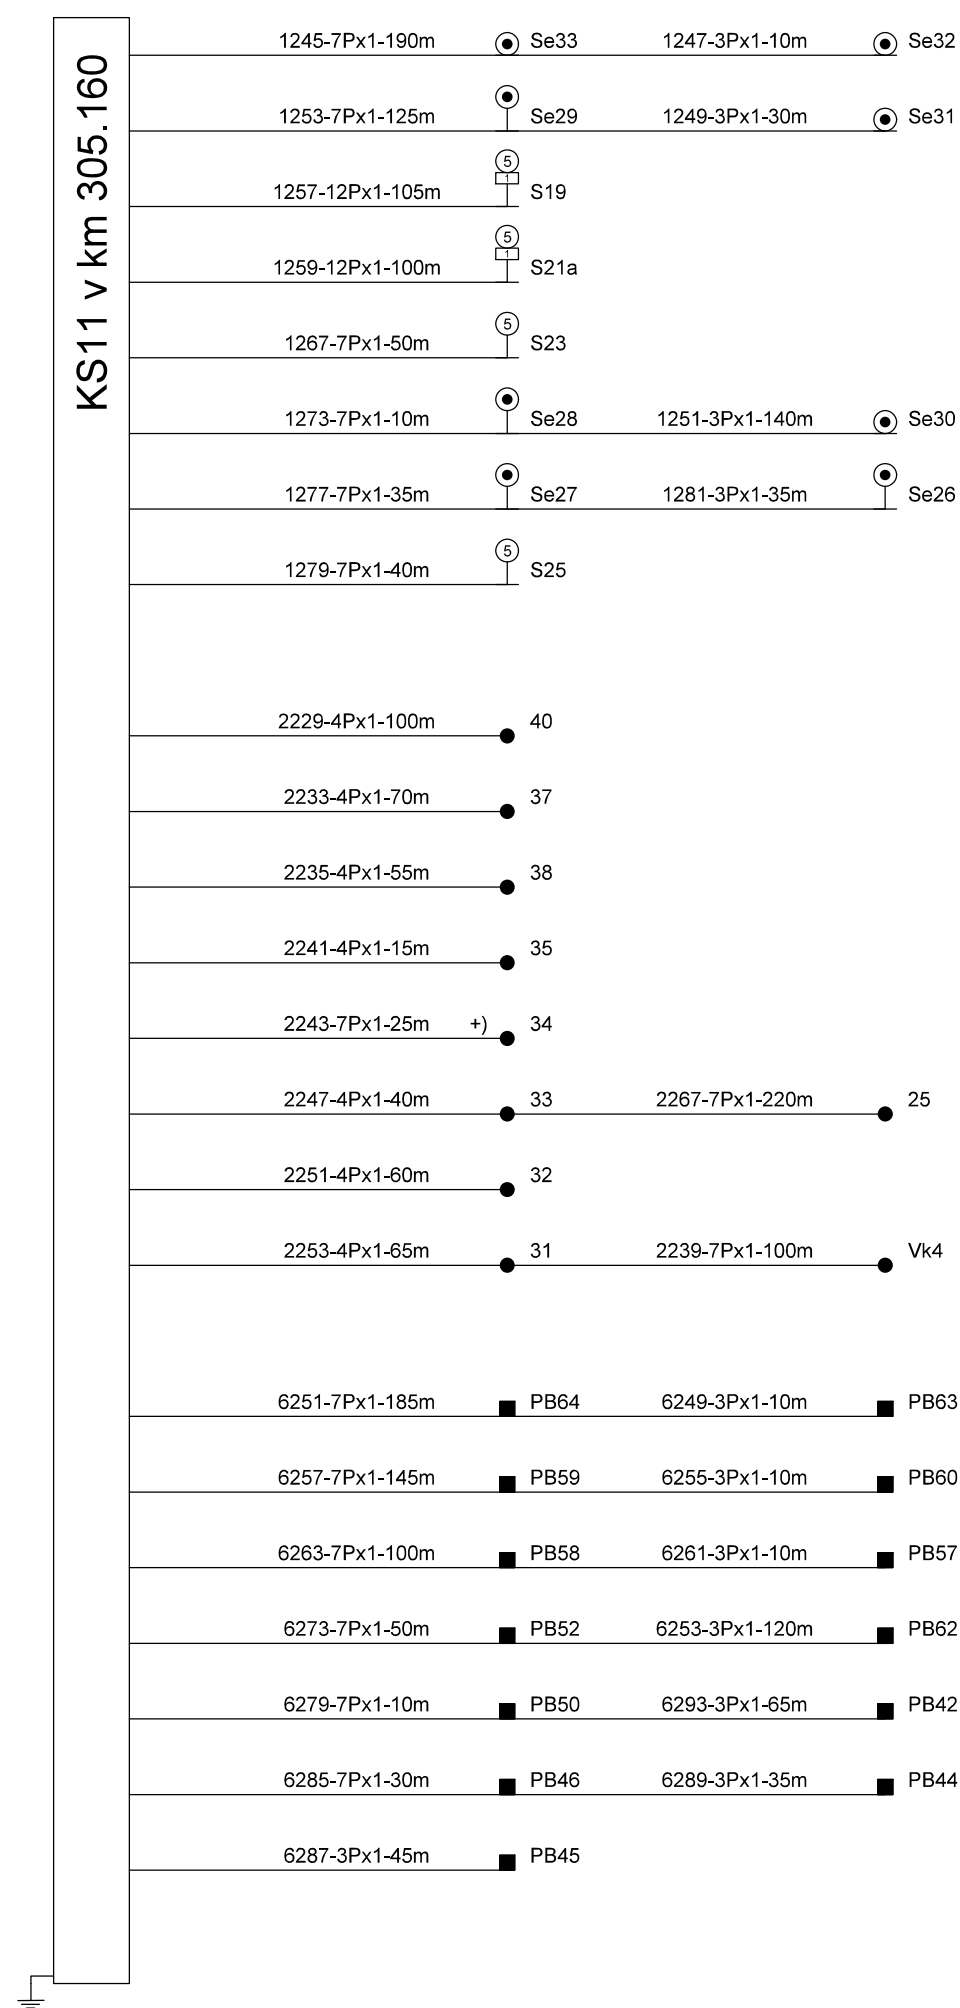 KS11 v km 305.160
1245-7Px1-190m Se33 1247-3Px1-10m Se32
1253-7Px1-125m Se29 1249-3Px1-30m Se31
5
1
1257-12Px1-105m S19
5
1
1259-12Px1-100m S21a
5
1267-7Px1-50m S23
1273-7Px1-10m Se28 1251-3Px1-140m Se30
1277-7Px1-35m Se27 1281-3Px1-35m Se26
5
1279-7Px1-40m S25
2229-4Px1-100m 40
2233-4Px1-70m 37
2235-4Px1-55m 38
2241-4Px1-15m 35
2243-7Px1-25m +) 34
2247-4Px1-40m 33 2267-7Px1-220m 25
2251-4Px1-60m 32
2253-4Px1-65m 31 2239-7Px1-100m Vk4
6251-7Px1-185m PB64 6249-3Px1-10m PB63
6257-7Px1-145m PB59 6255-3Px1-10m PB60
6263-7Px1-100m PB58 6261-3Px1-10m PB57
6273-7Px1-50m PB52 6253-3Px1-120m PB62
6279-7Px1-10m PB50 6293-3Px1-65m PB42
6285-7Px1-30m PB46 6289-3Px1-35m PB44
6287-3Px1-45m PB45